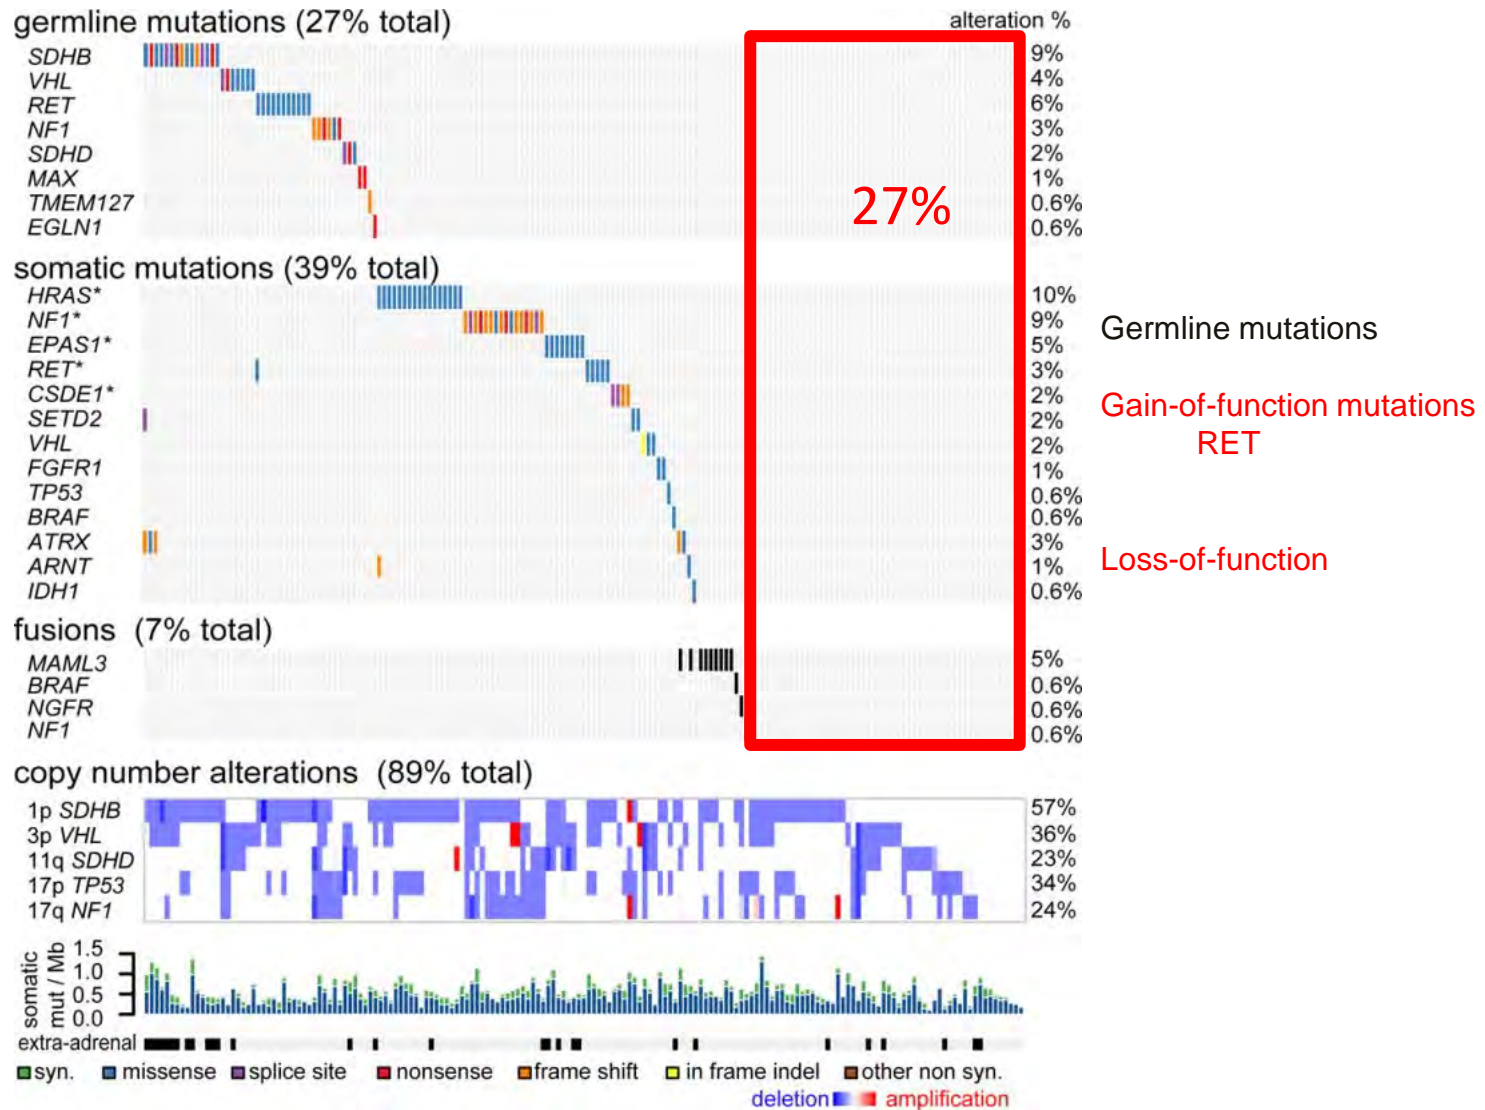 germline mutations (27% total)
alteration %
SDHB 9%
VHL 4%
RET 6%
NF1 3%
SDHD 2%
MAX 1%
TMEM127 0.6%
EGLN1 0.6%
27%
somatic mutations (39% total)
HRAS* 10%
NF1* 9%
EPAS1* 5%
RET* 3%
CSDE1* 2%
SETD2 2%
VHL 2%
FGFR1 1%
TP53 0.6%
BRAF 0.6%
ATRX 3%
ARNT 1%
IDH1 0.6%
fusions (7% total)
MAML3 5%
BRAF 0.6%
NGFR 0.6%
NF1 0.6%
Germline mutations
Gain-of-function mutations
RET
Loss-of-function
copy number alterations (89% total)
1p SDHB 57%
3p VHL 36%
11q SDHD 23%
17p TP53 34%
17q NF1 24%
somatic
mut / Mb
1.5
1.0
0.5
0.0
extra-adrenal
syn. missense splice site nonsense frame shift in frame indel other non syn.
deletion amplification